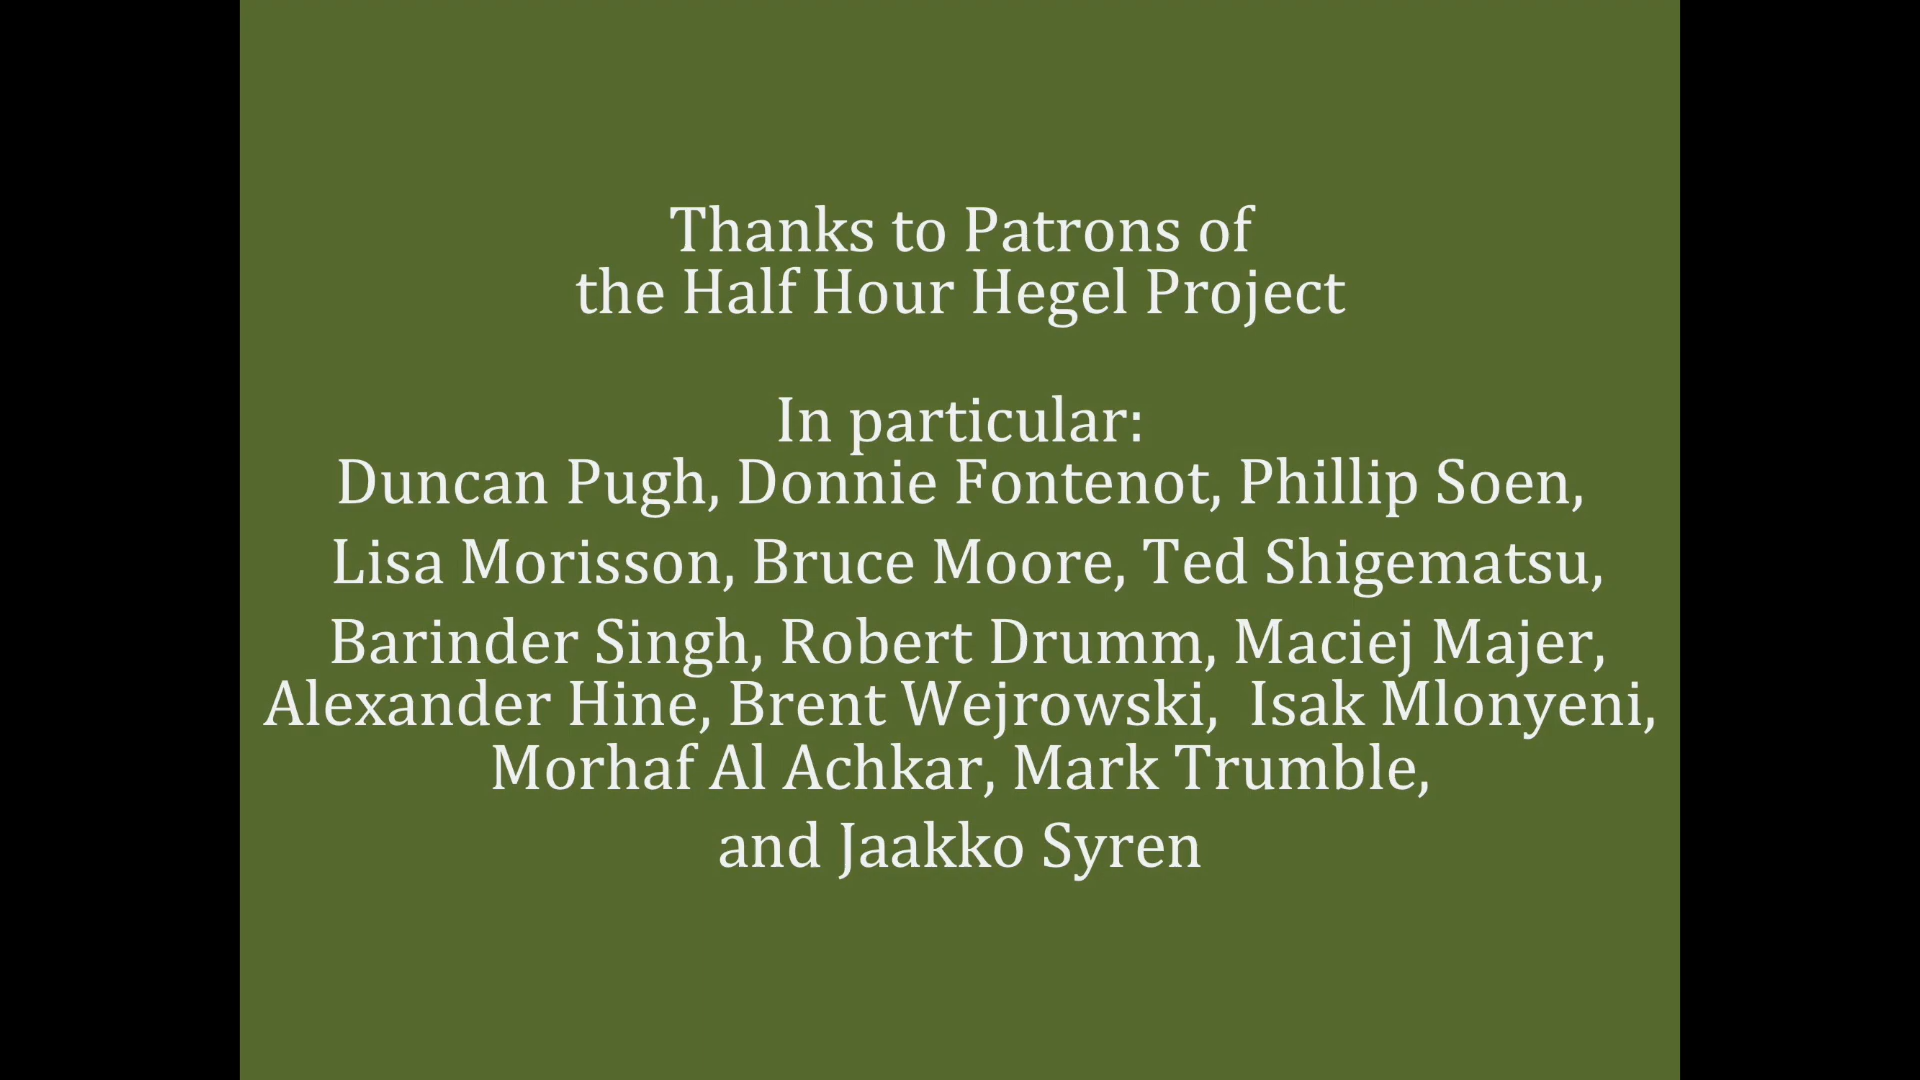 Thanks to Patrons of
the Half Hour Hegel Project
In particular:
Duncan Pugh, Donnie Fontenot, Phillip Soen,
Lisa Morisson, Bruce Moore, Ted Shigematsu,
Barinder Singh, Robert Drumm, Maciej Majer,
Alexander Hine, Brent Wejrowski,  Isak Mlonyeni,
Morhaf Al Achkar, Mark Trumble,
and Jaakko Syren